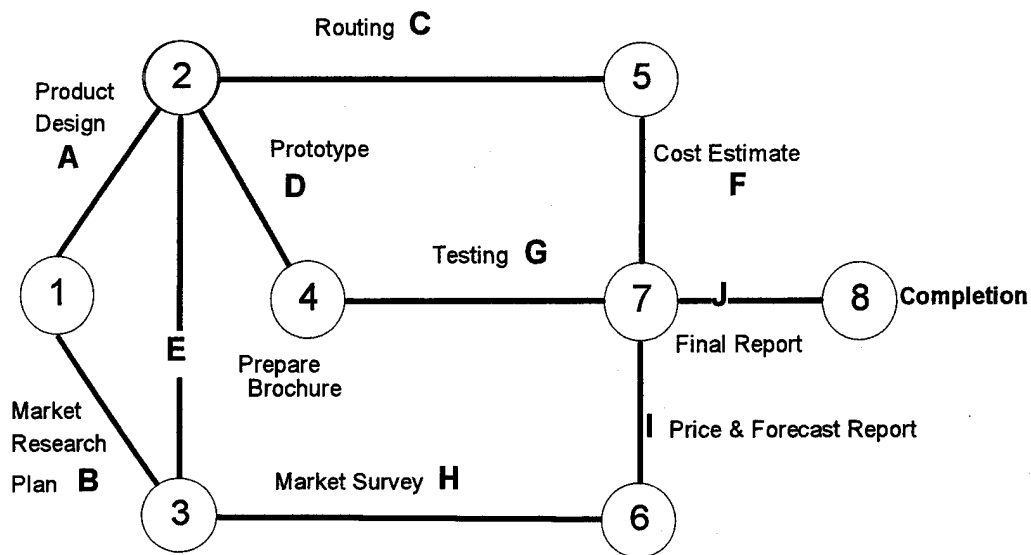 Routing C
2
5
Product
Design
A
Prototype
D
Cost Estimate
F
Testing G
1
4
7
J
8
Completion
E
Final Report
Prepare
Brochure
Market
Research
Plan B
I Price & Forecast Report
Market Survey H
3
6